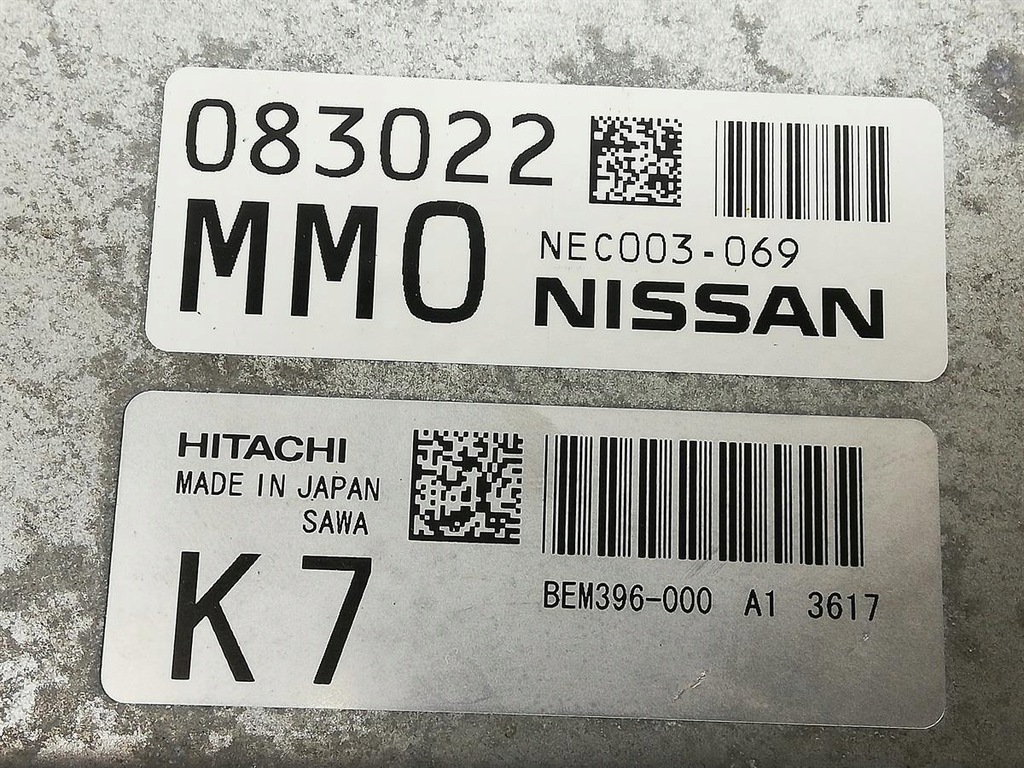 083022
MMO NEC003-069
NISSAN
HITACHI
MADE IN JAPAN
SAWA
K7
BEM396-000 A1 3617